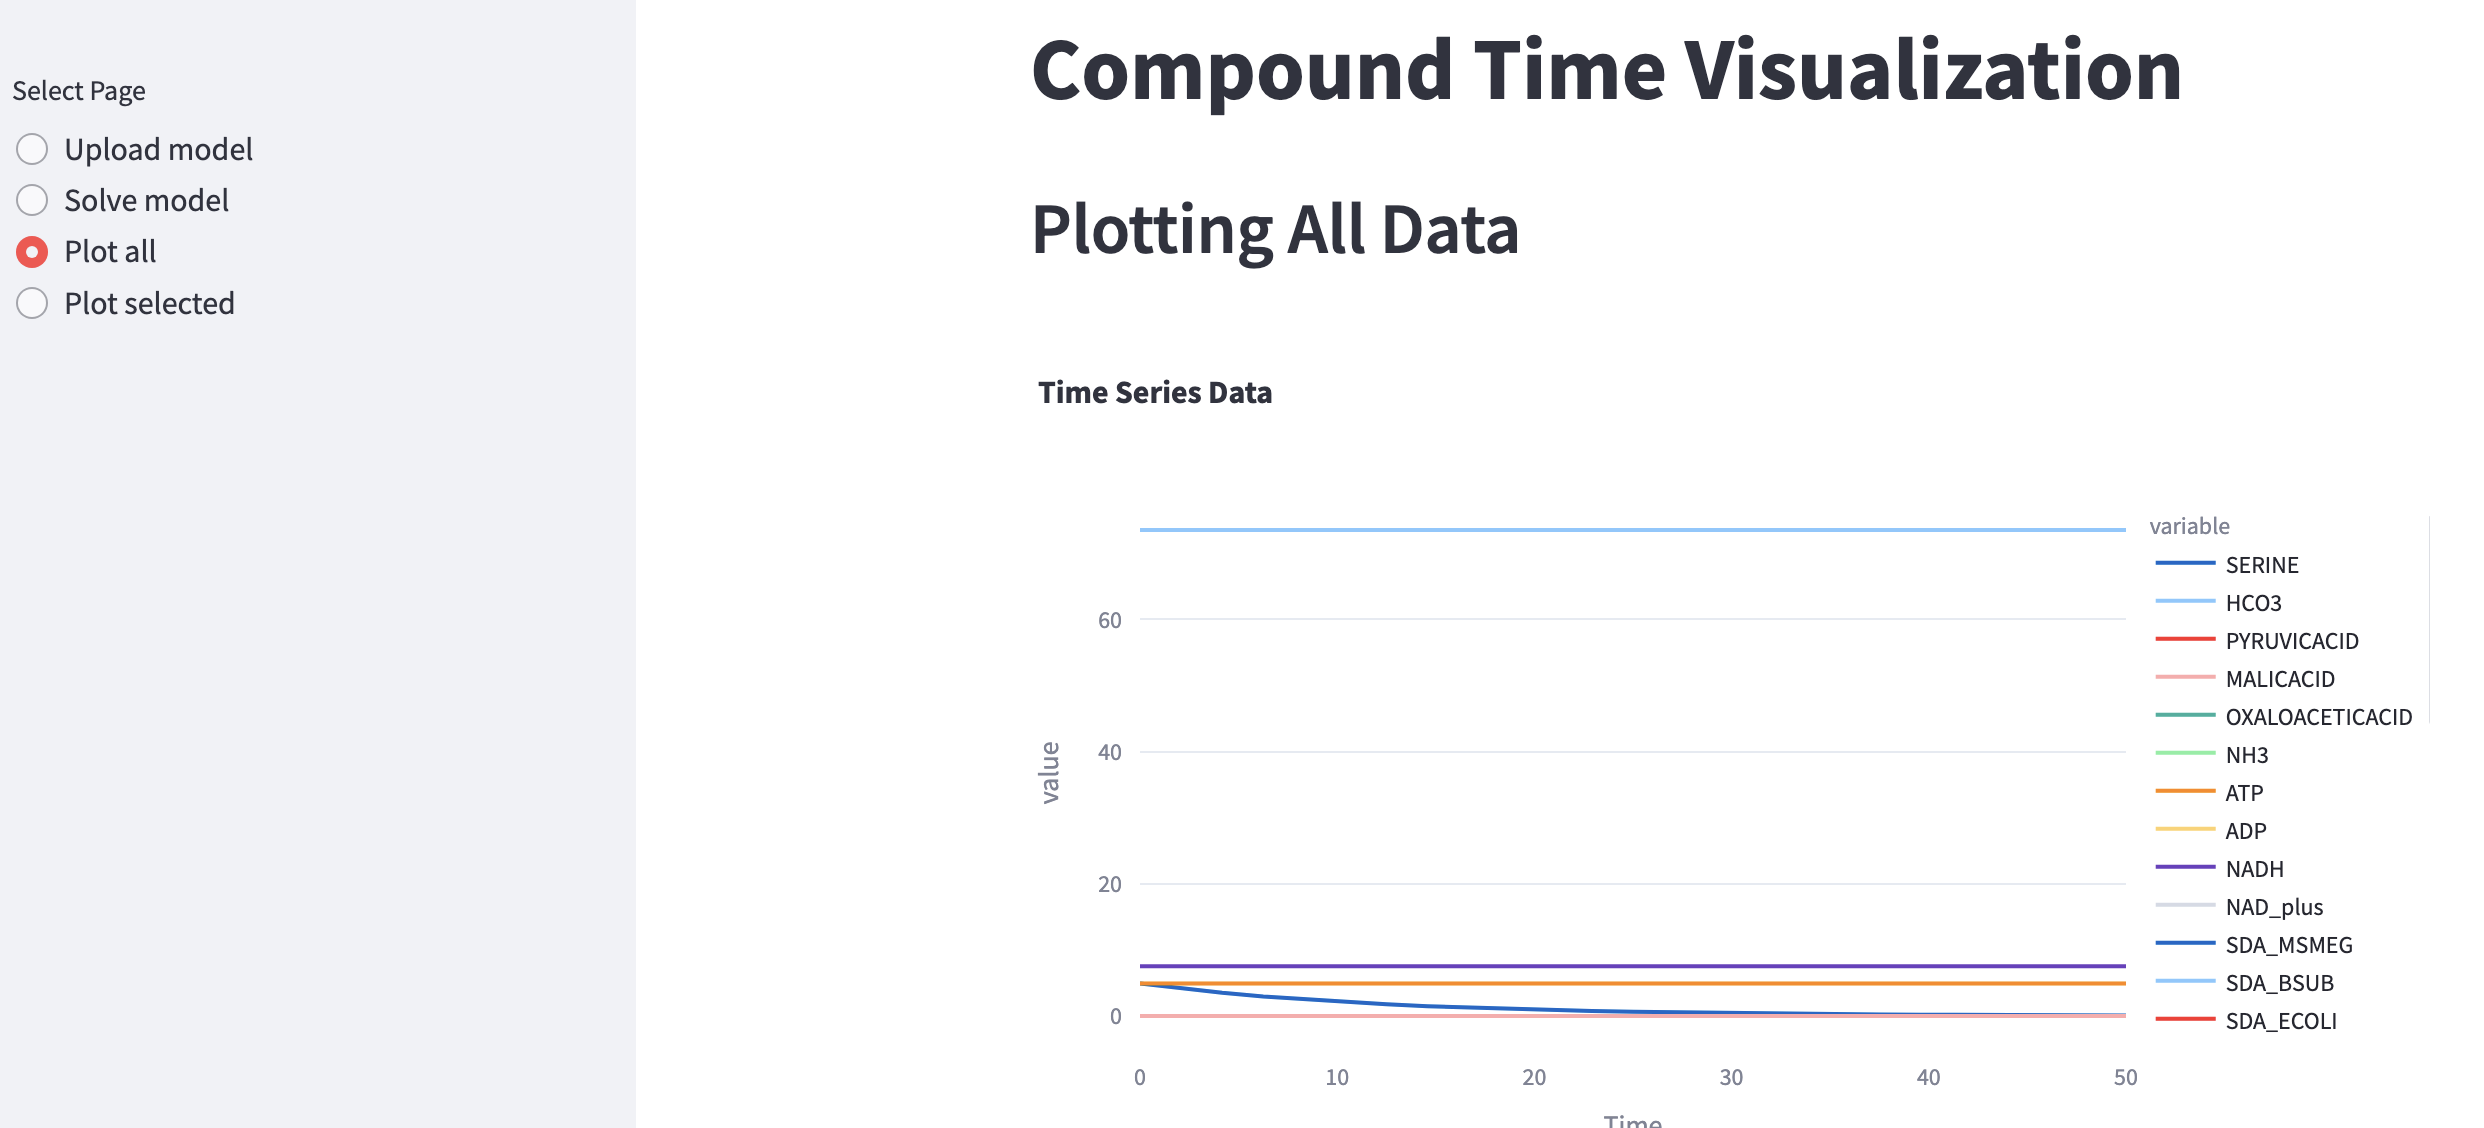 Select Page
Upload model
Solve model
Plot all
Plot selected
Compound Time Visualization
Plotting All Data
Time Series Data
value
60
40
20
0
0 10 20 30 40 50
Time
variable
SERINE
HCO3
PYRUVICACID
MALICACID
OXALOACETICACID
NH3
ATP
ADP
NADH
NAD_plus
SDA_MSMEG
SDA_BSUB
SDA_ECOLI